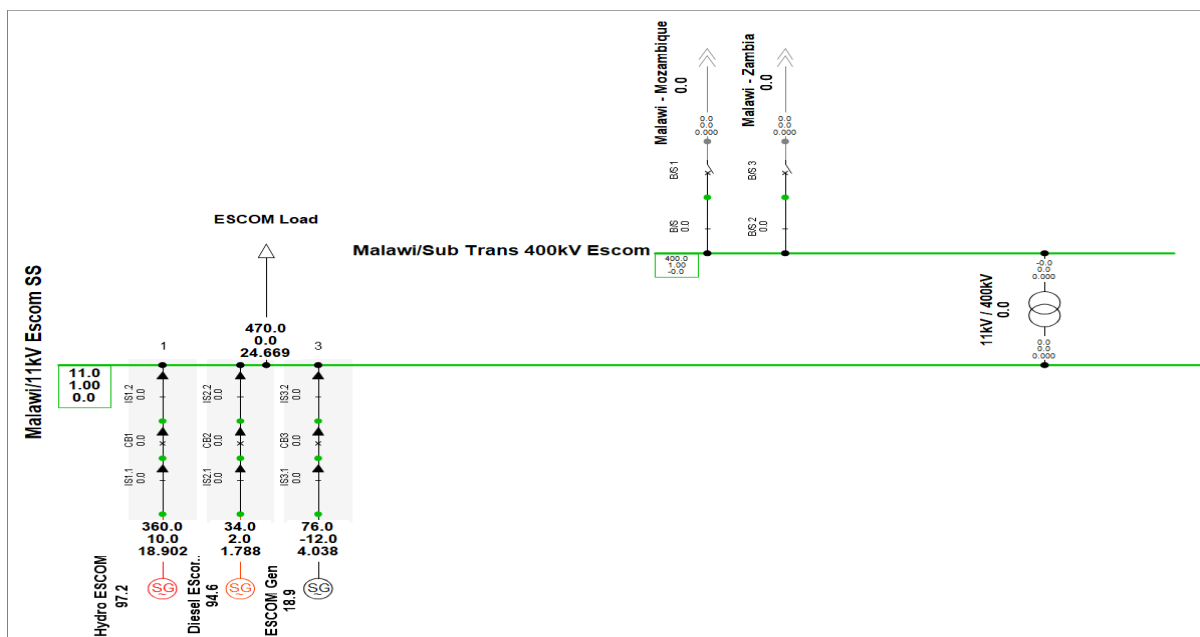 Malawi - Mozambique
0.0
Malawi - Zambia
0.0
0.0
0.0
0.000
0.0
0.0
0.000
B/S 1
B/S 3
B/S
0.0
B/S 2
0.0
ESCOM Load
Malawi/Sub Trans 400kV Escom
400.0
1.00
-0.0
-0.0
0.0
0.000
11kV / 400kV
0.0
0.0
0.0
0.000
Malawi/11kV Escom SS
470.0
0.0
24.669
1
3
11.0
1.00
0.0
IS1.2
0.0
IS2.2
0.0
IS3.2
0.0
CB1
0.0
CB2
0.0
CB3
0.0
IS1.1
0.0
IS2.1
0.0
IS3.1
0.0
360.0
10.0
18.902
34.0
2.0
1.788
76.0
-12.0
4.038
Hydro ESCOM
97.2
SG
~
Diesel EScor..
94.6
SG
~
ESCOM Gen
18.9
SG
~